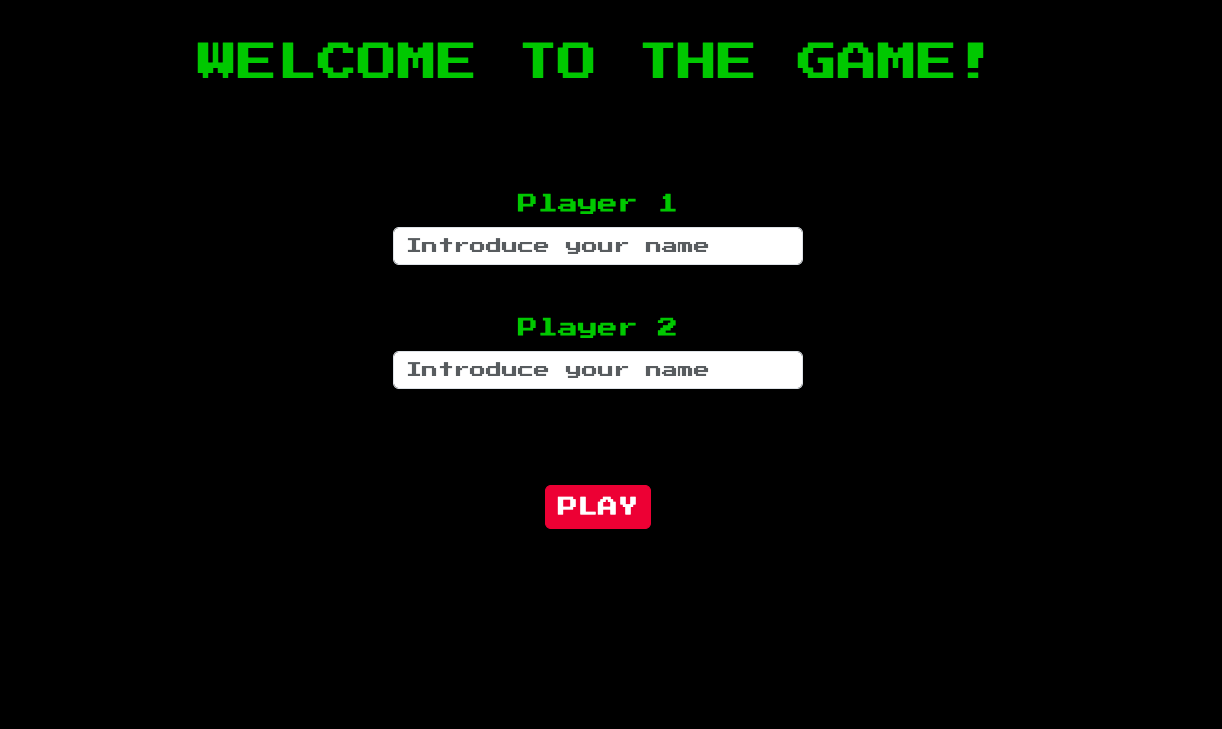 WELCOME TO THE GAME!
Player 1
Introduce your name
Player 2
Introduce your name
PLAY